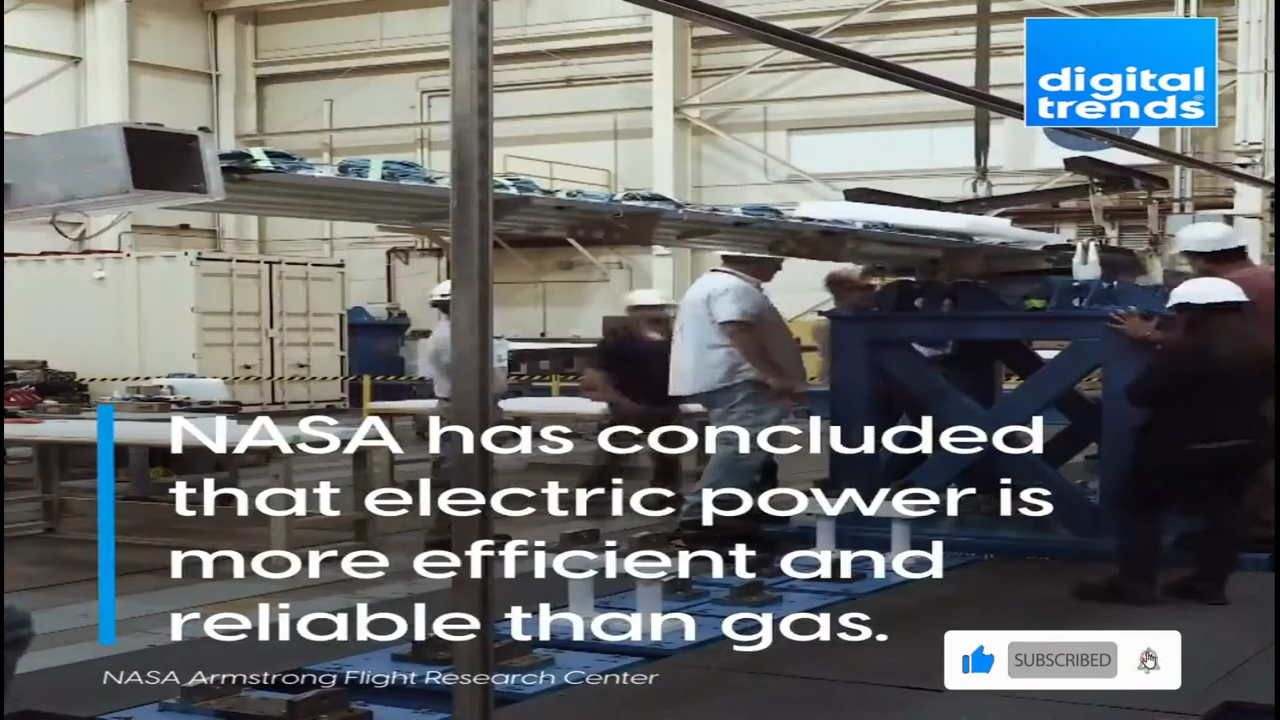 digital
trends
NASA has concluded
that electric power is
more efficient and
reliable than gas.
NASA Armstrong Flight Research Center
SUBSCRIBED